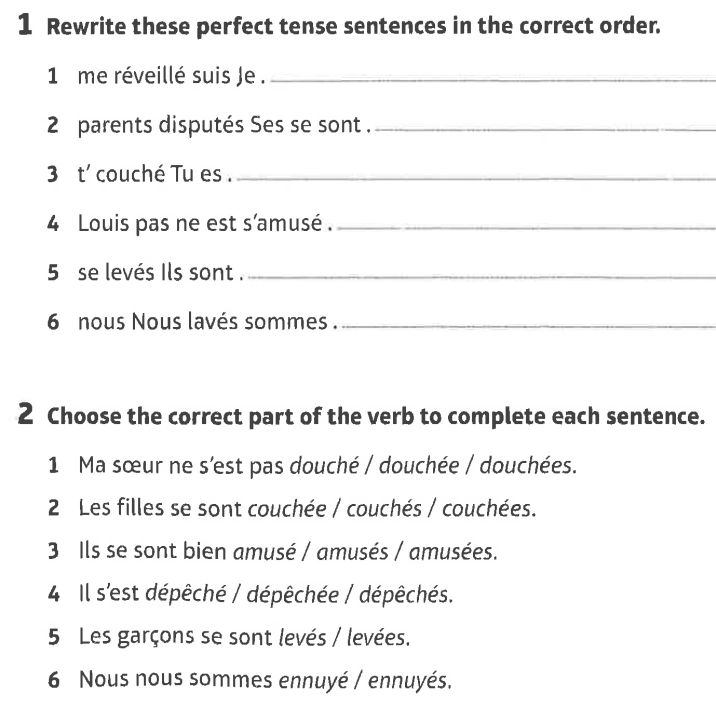 1 Rewrite these perfect tense sentences in the correct order.
1 me réveillé suis Je .
2 parents disputés Ses se sont .
3 t’ couché Tu es .
4 Louis pas ne est s’amusé .
5 se levés Ils sont .
6 nous Nous lavés sommes .
2 Choose the correct part of the verb to complete each sentence.
1 Ma sœur ne s’est pas douché / douchée / douchées.
2 Les filles se sont couchée / couchés / couchées.
3 Ils se sont bien amusé / amusés / amusées.
4 Il s’est dépêché / dépêchée / dépêchés.
5 Les garçons se sont levés / levées.
6 Nous nous sommes ennuyé / ennuyés.